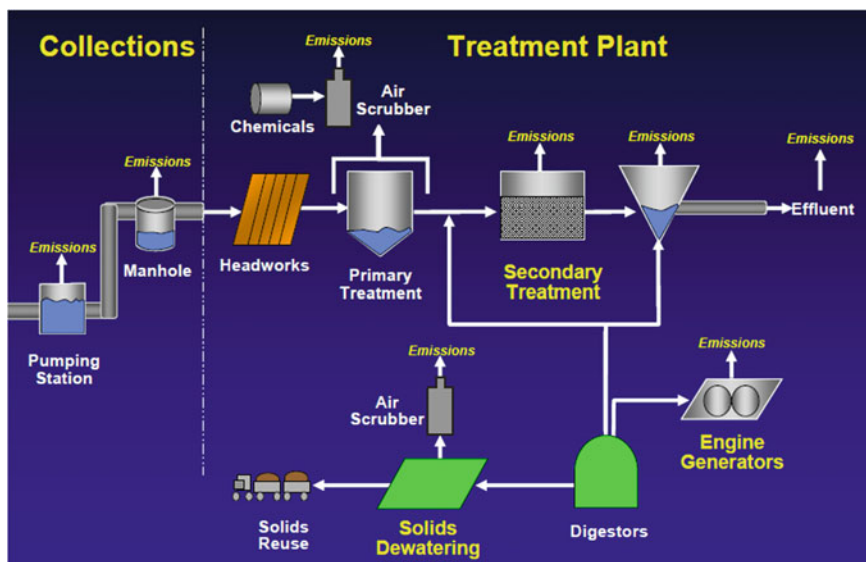 Collections
Treatment Plant
Emissions
Air
Scrubber
Chemicals
Emissions
Emissions
Emissions
Emissions
Effluent
Manhole
Headworks
Primary
Treatment
Secondary
Treatment
Emissions
Pumping
Station
Emissions
Air
Scrubber
Emissions
Engine
Generators
Solids
Reuse
Solids
Dewatering
Digestors